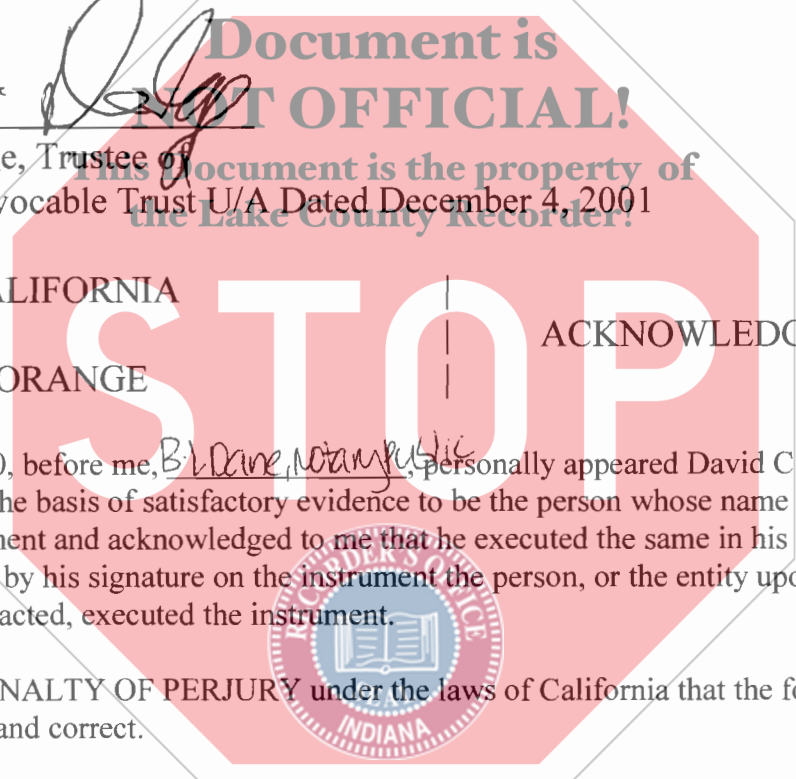 Document is
NOT OFFICIAL!
e, Trustee of
This Document is the property of
vocable Trust U/A Dated December 4, 2001
the Lake County Recorder!
ALIFORNIA
STOP
ACKNOWLEDG
ORANGE
0, before me, B. L. Dane, Notary Public, personally appeared David C
he basis of satisfactory evidence to be the person whose name
ment and acknowledged to me that he executed the same in his
by his signature on the instrument the person, or the entity upo
acted, executed the instrument.
RECORDER'S OFFICE
SEAL
INDIANA
NALTY OF PERJURY under the laws of California that the fo
and correct.